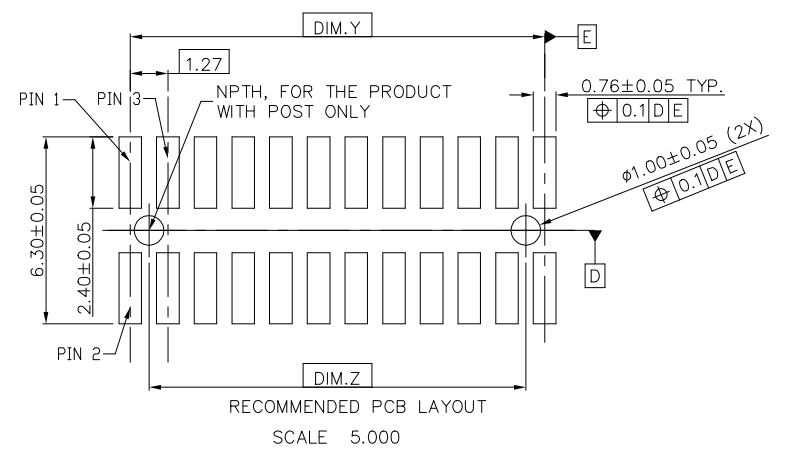 DIM.Y
E
1.27
0.76±0.05 TYP.
PIN 1
PIN 3
NPTH, FOR THE PRODUCT
WITH POST ONLY
⌖ 0.1 D E
ø1.00±0.05 (2X)
⌖ 0.1 D E
6.30±0.05
2.40±0.05
D
PIN 2
DIM.Z
RECOMMENDED PCB LAYOUT
SCALE 5.000